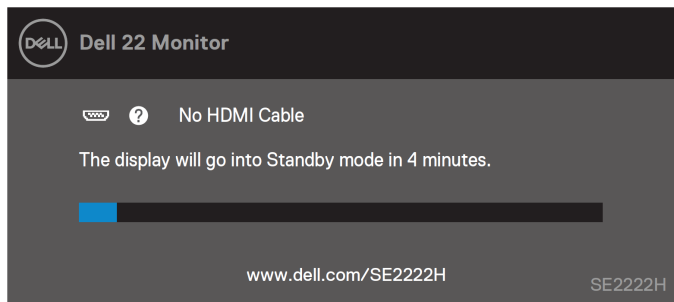 DELL
Dell 22 Monitor
? No HDMI Cable
The display will go into Standby mode in 4 minutes.
www.dell.com/SE2222H
SE2222H